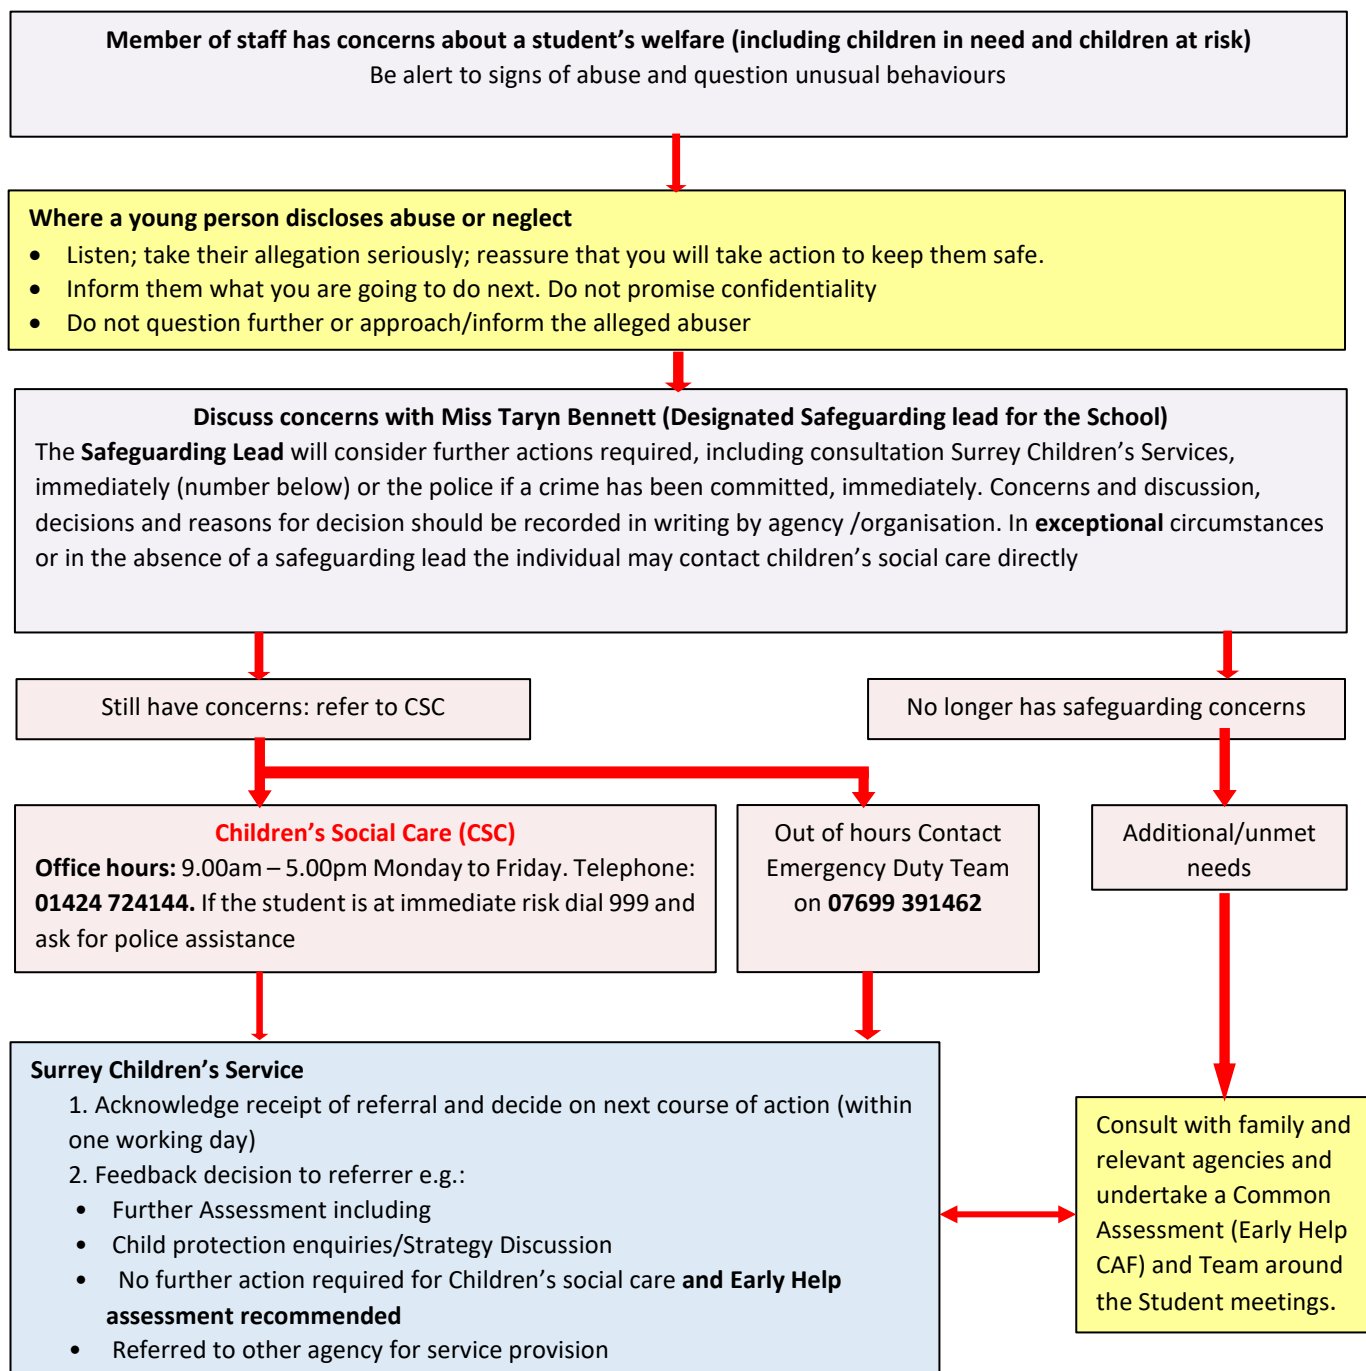 Member of staff has concerns about a student’s welfare (including children in need and children at risk)
Be alert to signs of abuse and question unusual behaviours
Where a young person discloses abuse or neglect
• Listen; take their allegation seriously; reassure that you will take action to keep them safe.
• Inform them what you are going to do next. Do not promise confidentiality
• Do not question further or approach/inform the alleged abuser
Discuss concerns with Miss Taryn Bennett (Designated Safeguarding lead for the School)
The Safeguarding Lead will consider further actions required, including consultation Surrey Children’s Services,
immediately (number below) or the police if a crime has been committed, immediately. Concerns and discussion,
decisions and reasons for decision should be recorded in writing by agency /organisation. In exceptional circumstances
or in the absence of a safeguarding lead the individual may contact children’s social care directly
Still have concerns: refer to CSC
No longer has safeguarding concerns
Children’s Social Care (CSC)
Office hours: 9.00am – 5.00pm Monday to Friday. Telephone:
01424 724144. If the student is at immediate risk dial 999 and
ask for police assistance
Out of hours Contact
Emergency Duty Team
on 07699 391462
Additional/unmet
needs
Surrey Children’s Service
1. Acknowledge receipt of referral and decide on next course of action (within
one working day)
2. Feedback decision to referrer e.g.:
• Further Assessment including
• Child protection enquiries/Strategy Discussion
• No further action required for Children’s social care and Early Help
assessment recommended
• Referred to other agency for service provision
Consult with family and
relevant agencies and
undertake a Common
Assessment (Early Help
CAF) and Team around
the Student meetings.